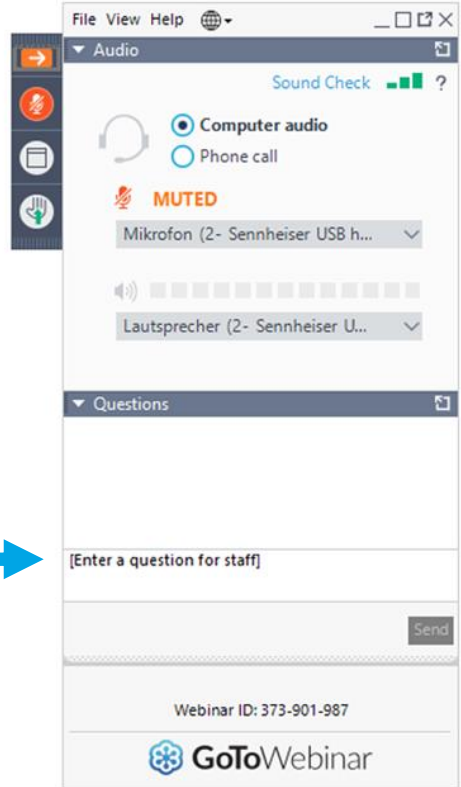 File View Help
Audio
Sound Check ?
Computer audio
Phone call
MUTED
Mikrofon (2- Sennheiser USB h...
Lautsprecher (2- Sennheiser U...
Questions
[Enter a question for staff]
Send
Webinar ID: 373-901-987
GoToWebinar